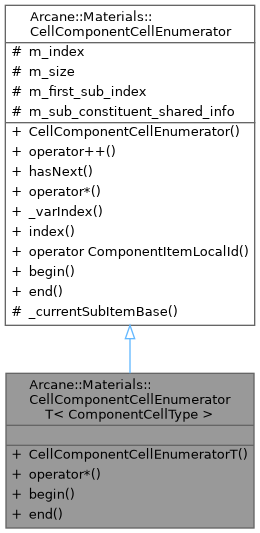 Arcane::Materials::
CellComponentCellEnumerator
# m_index
# m_size
# m_first_sub_index
# m_sub_constituent_shared_info
+ CellComponentCellEnumerator()
+ operator++()
+ hasNext()
+ operator*()
+ _varIndex()
+ index()
+ operator ComponentItemLocalId()
+ begin()
+ end()
# _currentSubItemBase()
Arcane::Materials::
CellComponentCellEnumerator
T< ComponentCellType >
+ CellComponentCellEnumeratorT()
+ operator*()
+ begin()
+ end()